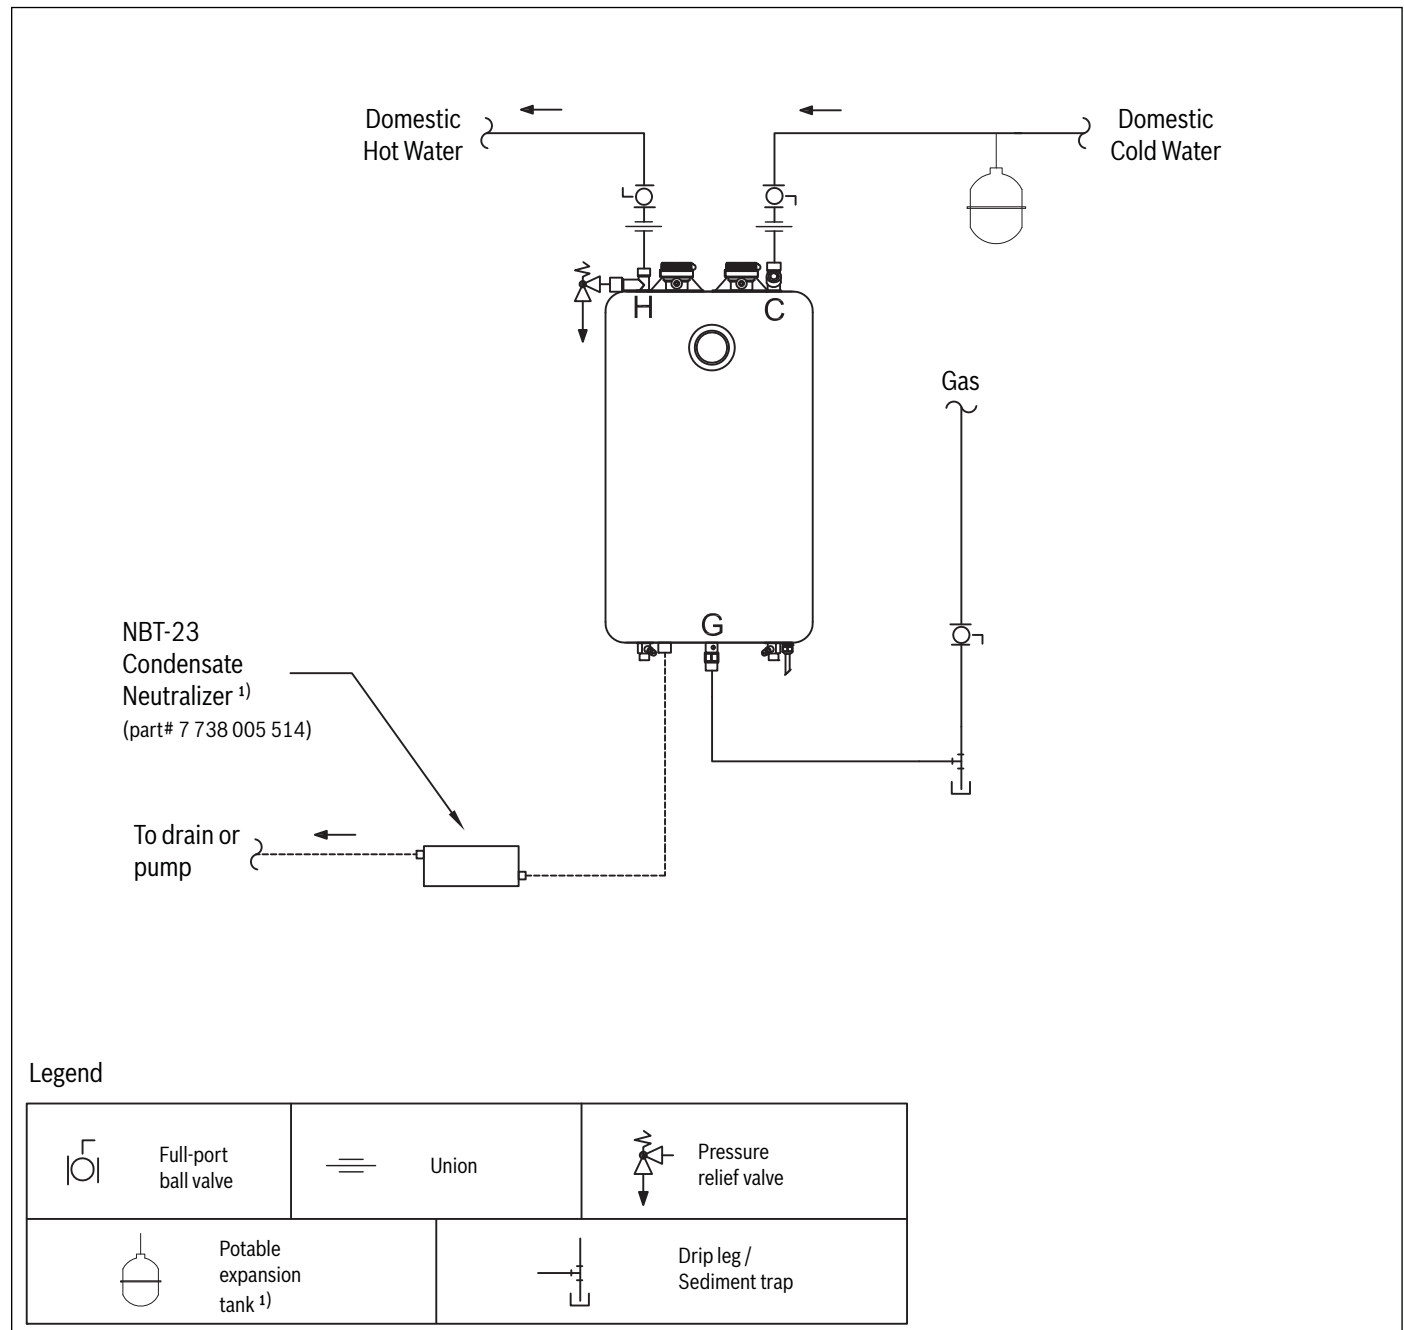 Domestic
Hot Water
Domestic
Cold Water
H
C
Gas
G
NBT-23
Condensate
Neutralizer 1)
(part# 7 738 005 514)
To drain or
pump
Legend
Full-port
ball valve
Union
Pressure
relief valve
Potable
expansion
tank 1)
Drip leg /
Sediment trap